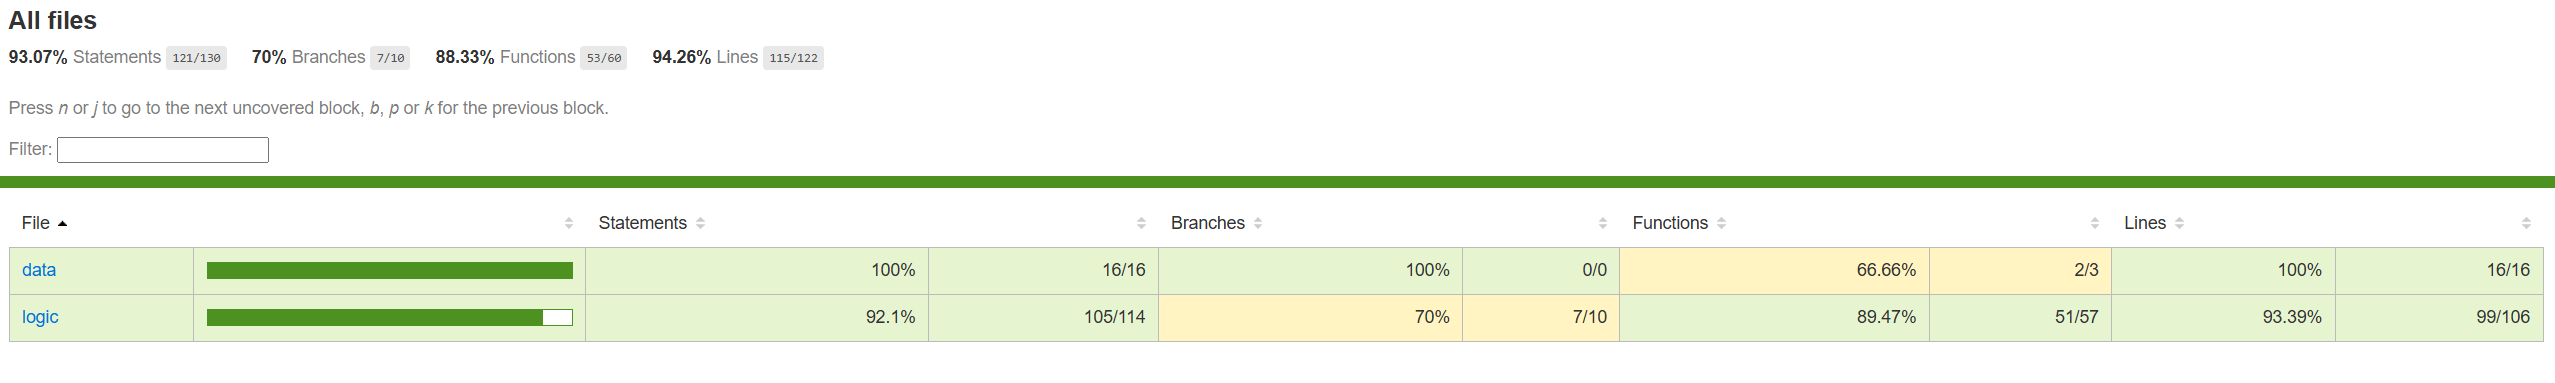 All files
93.07% Statements 121/130 70% Branches 7/10 88.33% Functions 53/60 94.26% Lines 115/122
Press n or j to go to the next uncovered block, b, p or k for the previous block.
Filter:
File Statements Branches Functions Lines
data 100% 16/16 100% 0/0 66.66% 2/3 100% 16/16
logic 92.1% 105/114 70% 7/10 89.47% 51/57 93.39% 99/106